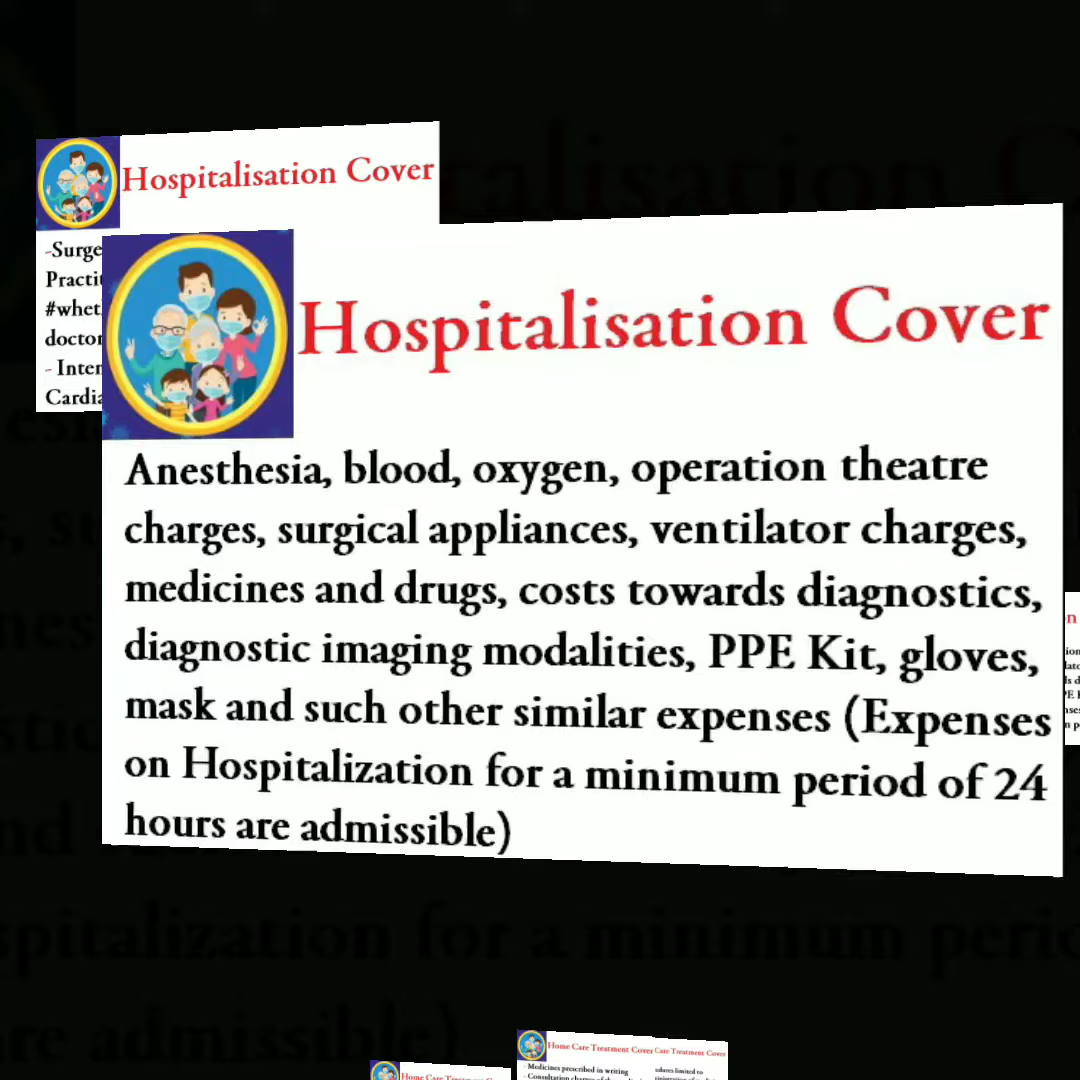 Hospitalisation Cover
-Surge
Practit
#whet
doctor
- Inten
Cardia
Hospitalisation Cover
Anesthesia, blood, oxygen, operation theatre
charges, surgical appliances, ventilator charges,
medicines and drugs, costs towards diagnostics,
diagnostic imaging modalities, PPE Kit, gloves,
mask and such other similar expenses (Expenses
on Hospitalization for a minimum period of 24
hours are admissible)
Home Care Treatment Cover Care Treatment Cover
- Medicines prescribed in writing
Home Care Treatment